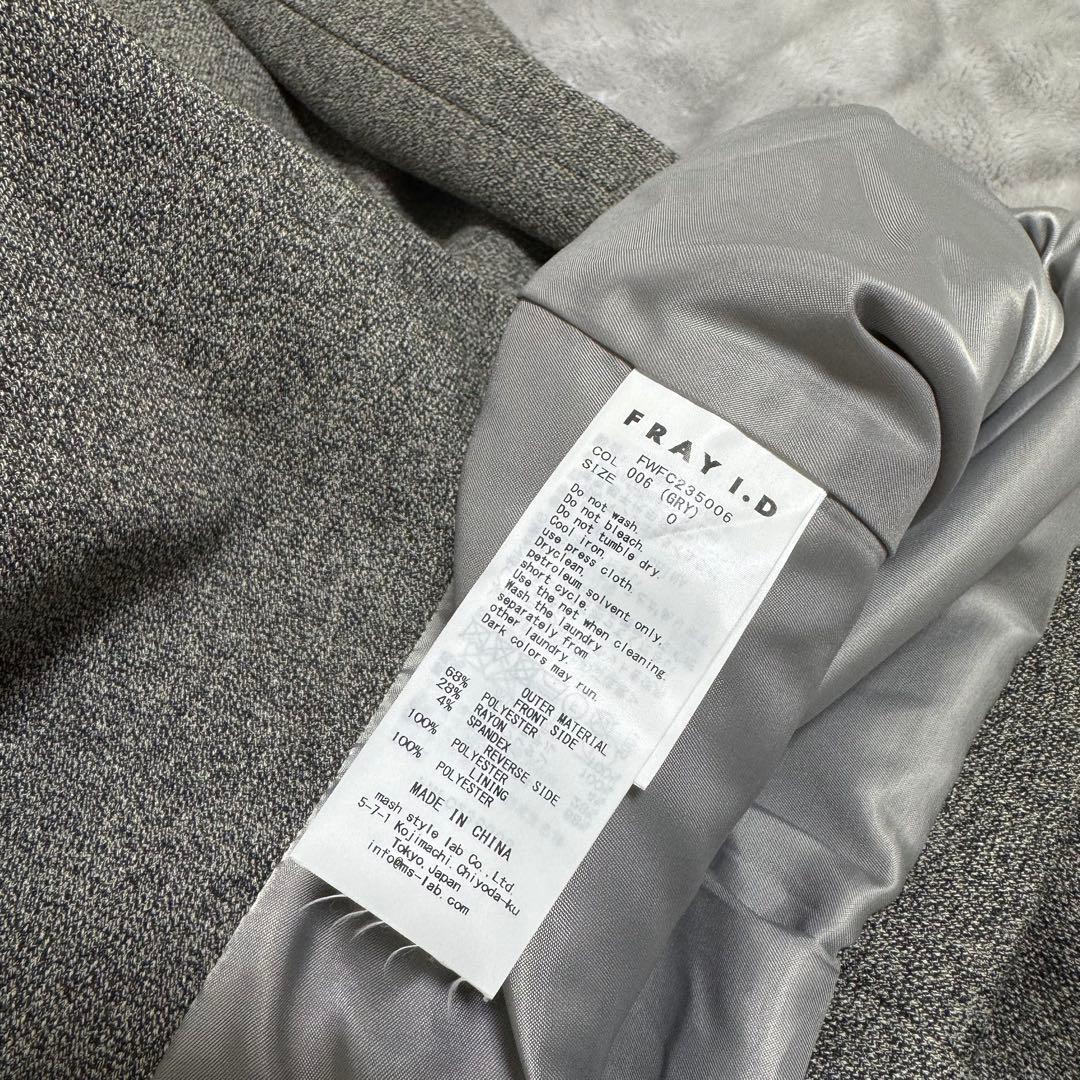 FRAY I.D
FWFC235006
COL 006 (GRY)
SIZE 0
Do not wash.
Do not bleach.
Do not tumble dry.
Cool iron,
use press cloth.
Dryclean,
petroleum solvent only,
short cycle.
Use the net when cleaning.
Wash the laundry
separately from
other laundry.
Dark colors may run.
OUTER MATERIAL
FRONT SIDE
68% POLYESTER
28% RAYON
4% SPANDEX
REVERSE SIDE
100% POLYESTER
LINING
100% POLYESTER
MADE IN CHINA
mash style lab Co.,Ltd.
5-7-1 Kojimachi,Chiyoda-ku
Tokyo,Japan
info@ms-lab.com